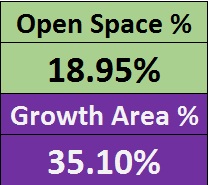 Open Space %
18.95%
Growth Area %
35.10%